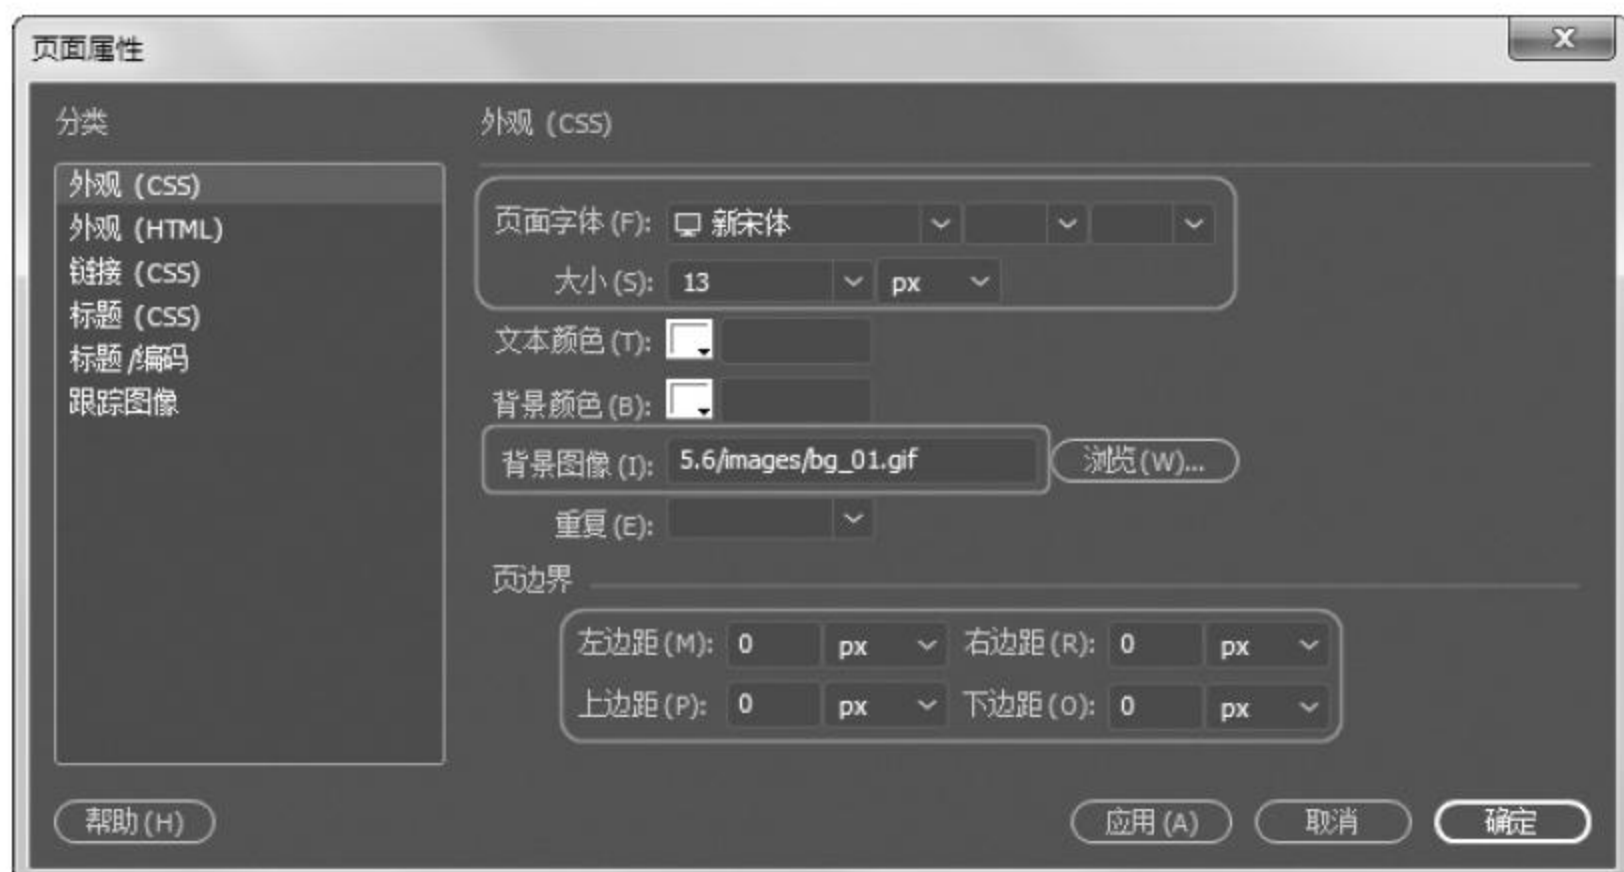 页面属性
分类
外观 (CSS)
外观 (HTML)
链接 (CSS)
标题 (CSS)
标题/编码
跟踪图像
外观 (CSS)
页面字体 (F): 新宋体
大小 (S): 13 px
文本颜色 (T):
背景颜色 (B):
背景图像 (I): 5.6/images/bg_01.gif 浏览 (W)...
重复 (E):
页边界
左边距 (M): 0 px 右边距 (R): 0 px
上边距 (P): 0 px 下边距 (O): 0 px
帮助 (H) 应用 (A) 取消 确定